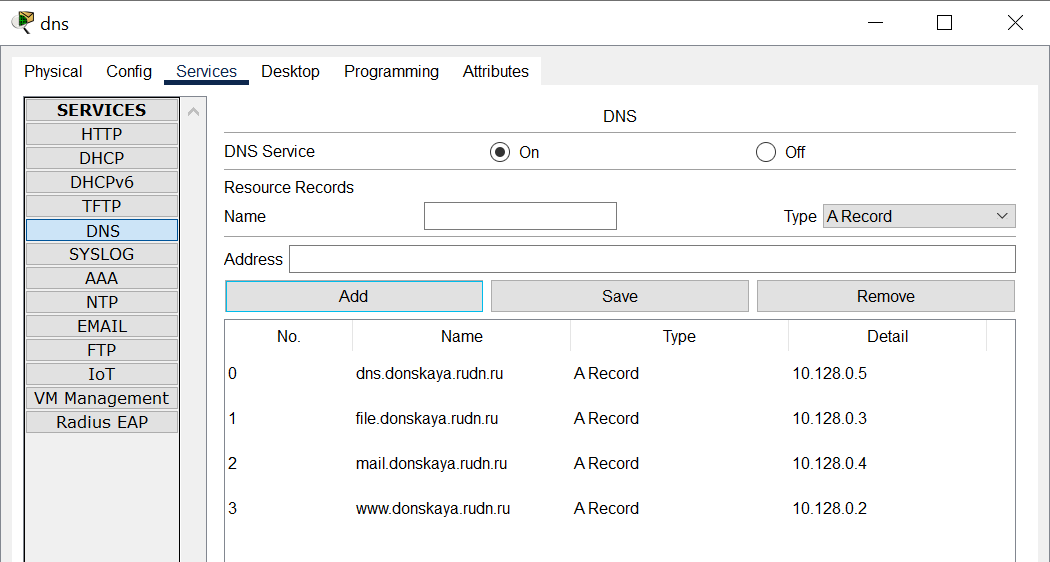 dns
Physical Config Services Desktop Programming Attributes
SERVICES
HTTP
DHCP
DHCPv6
TFTP
DNS
SYSLOG
AAA
NTP
EMAIL
FTP
IoT
VM Management
Radius EAP
DNS
DNS Service On Off
Resource Records
Name Type A Record
Address
Add Save Remove
No. Name Type Detail
0 dns.donskaya.rudn.ru A Record 10.128.0.5
1 file.donskaya.rudn.ru A Record 10.128.0.3
2 mail.donskaya.rudn.ru A Record 10.128.0.4
3 www.donskaya.rudn.ru A Record 10.128.0.2